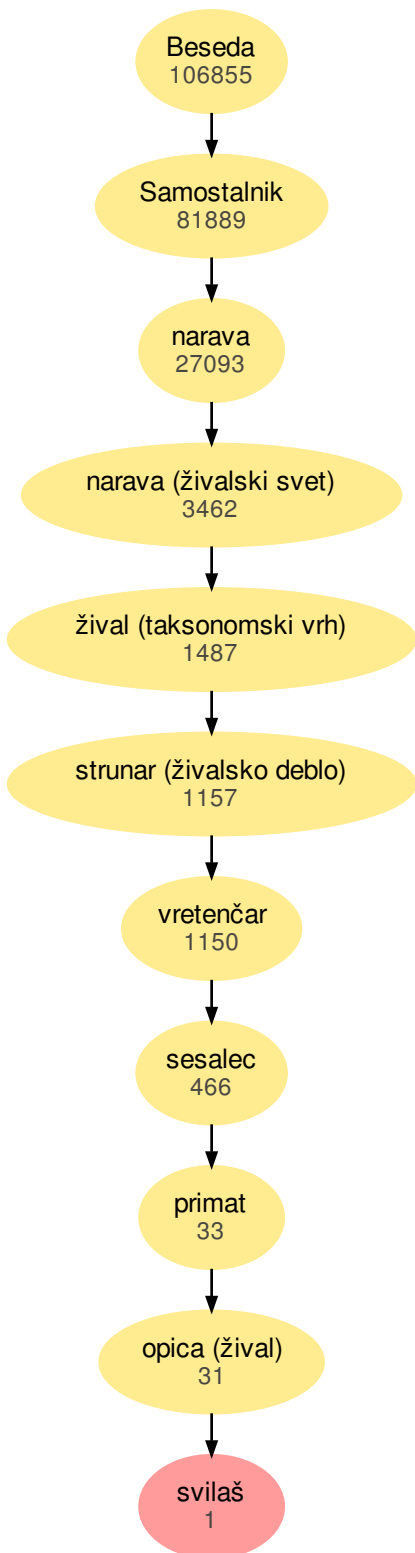 Beseda
106855
Samostalnik
81889
narava
27093
narava (živalski svet)
3462
žival (taksonomski vrh)
1487
strunar (živalsko deblo)
1157
vretenčar
1150
sesalec
466
primat
33
opica (žival)
31
svilaš
1